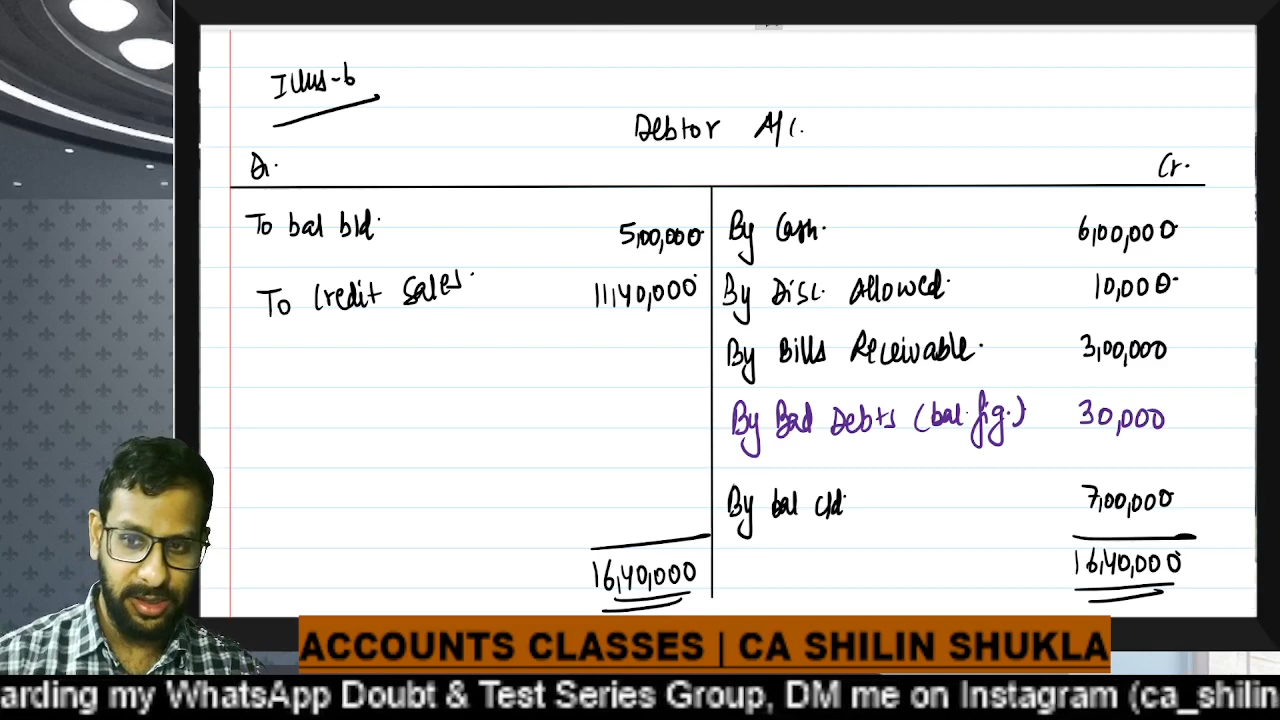 Illus-6
Debtor A/c.
Dr. Cr.
To bal b/d. 5,00,000 By Cash. 6,00,000
To Credit Sales. 11,40,000 By Disc. Allowed. 10,000
By Bills Receivable. 3,00,000
By Bad Debts (bal. fig.) 30,000
By bal c/d. 7,00,000
16,40,000 16,40,000
ACCOUNTS CLASSES | CA SHILIN SHUKLA
arding my WhatsApp Doubt & Test Series Group, DM me on Instagram (ca_shilin